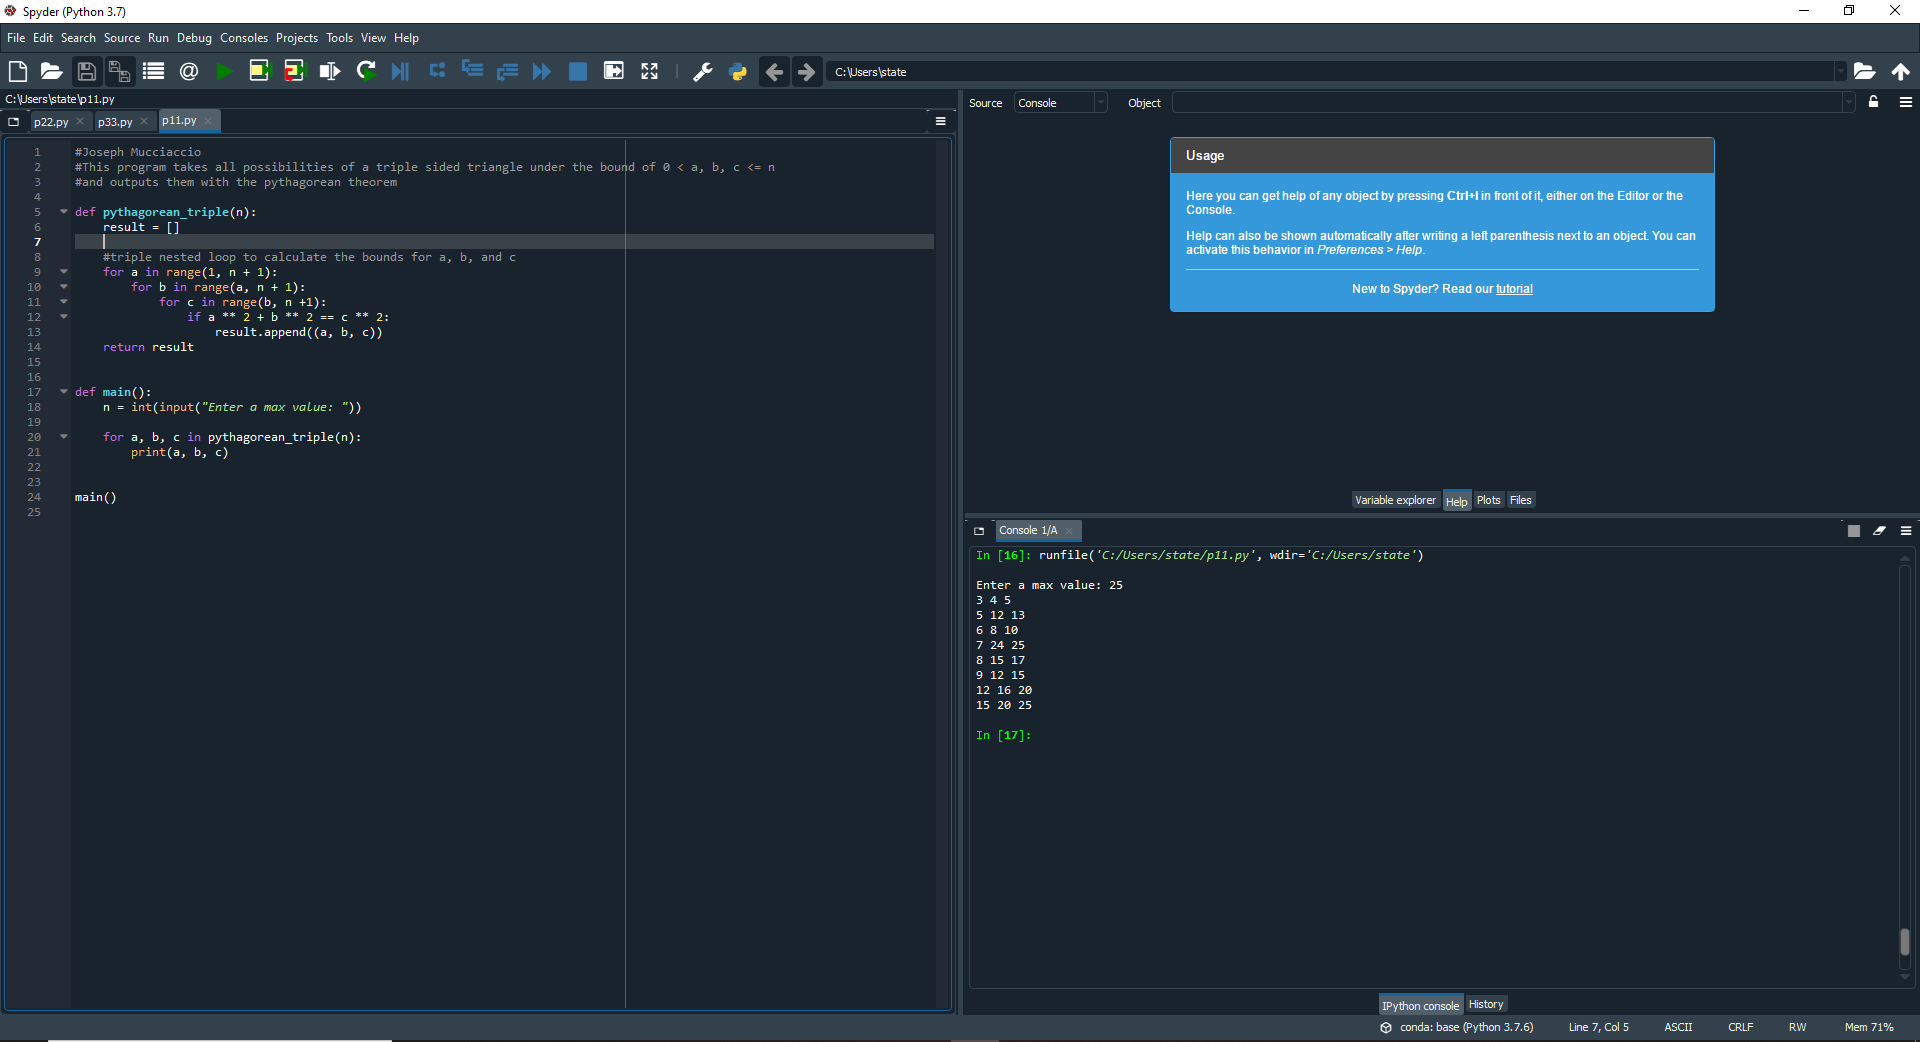 Spyder (Python 3.7)
File Edit Search Source Run Debug Consoles Projects Tools View Help
C:\Users\state
C:\Users\state\p11.py
p22.py p33.py p11.py
1 #Joseph Mucciaccio
2 #This program takes all possibilities of a triple sided triangle under the bound of 0 < a, b, c <= n
3 #and outputs them with the pythagorean theorem
4
5 def pythagorean_triple(n):
6     result = []
7
8     #triple nested loop to calculate the bounds for a, b, and c
9     for a in range(1, n + 1):
10         for b in range(a, n + 1):
11             for c in range(b, n +1):
12                 if a ** 2 + b ** 2 == c ** 2:
13                     result.append((a, b, c))
14     return result
15
16
17 def main():
18     n = int(input("Enter a max value: "))
19
20     for a, b, c in pythagorean_triple(n):
21         print(a, b, c)
22
23
24 main()
25
Source Console Object
Usage
Here you can get help of any object by pressing Ctrl+I in front of it, either on the Editor or the
Console.
Help can also be shown automatically after writing a left parenthesis next to an object. You can
activate this behavior in Preferences > Help.
New to Spyder? Read our tutorial
Variable explorer Help Plots Files
Console 1/A
In [16]: runfile('C:/Users/state/p11.py', wdir='C:/Users/state')
Enter a max value: 25
3 4 5
5 12 13
6 8 10
7 24 25
8 15 17
9 12 15
12 16 20
15 20 25
In [17]:
IPython console History
conda: base (Python 3.7.6) Line 7, Col 5 ASCII CRLF RW Mem 71%